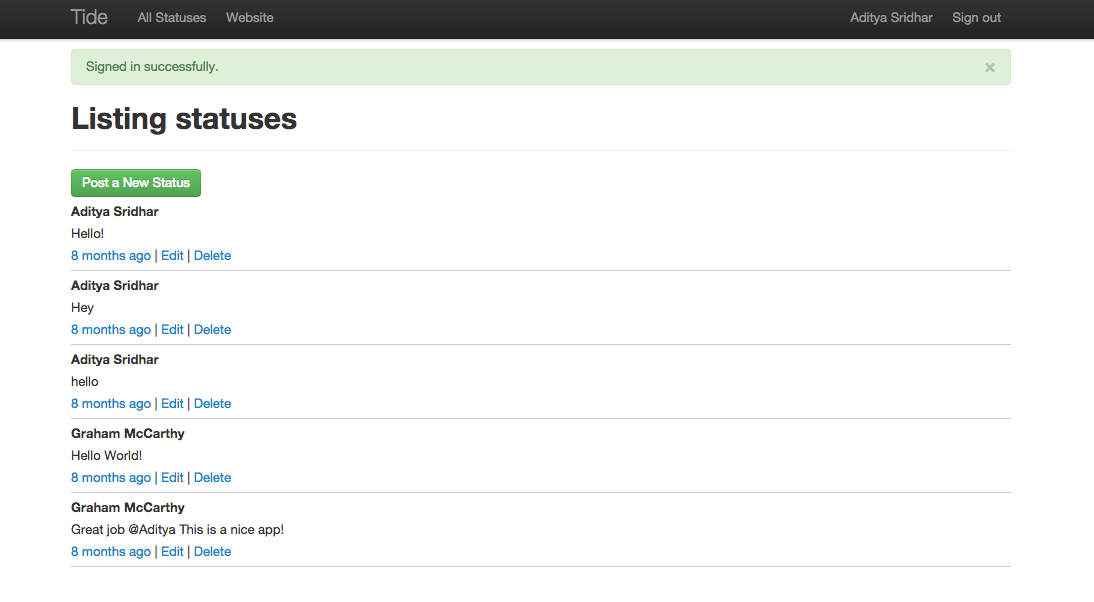 Tide All Statuses Website Aditya Sridhar Sign out
Signed in successfully. ×
Listing statuses
Post a New Status
Aditya Sridhar
Hello!
8 months ago | Edit | Delete
Aditya Sridhar
Hey
8 months ago | Edit | Delete
Aditya Sridhar
hello
8 months ago | Edit | Delete
Graham McCarthy
Hello World!
8 months ago | Edit | Delete
Graham McCarthy
Great job @Aditya This is a nice app!
8 months ago | Edit | Delete